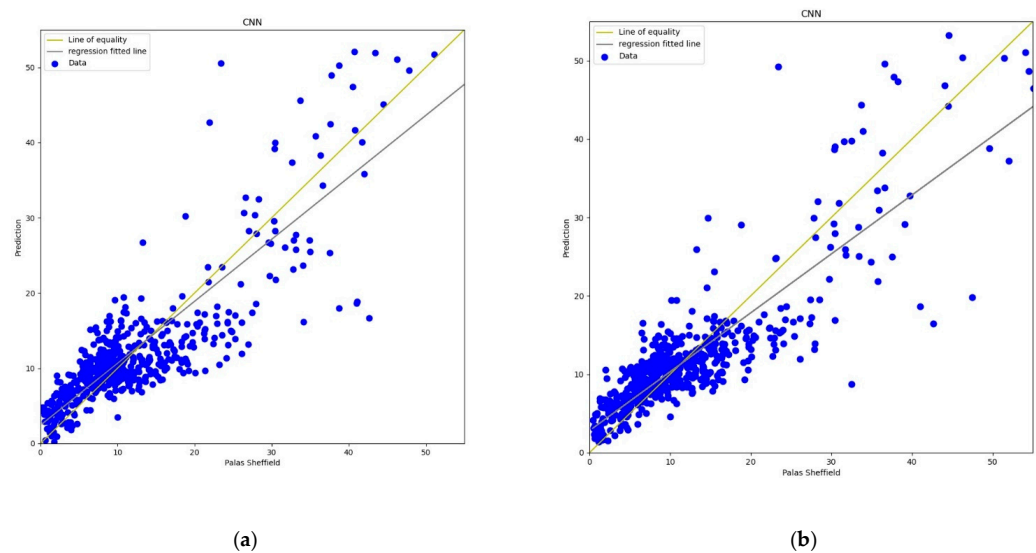 CNN
Line of equality
regression fitted line
Data
50
40
30
20
10
0
Prediction
0 10 20 30 40 50
Palas Sheffield
(a)
CNN
Line of equality
regression fitted line
Data
50
40
30
20
10
0
Prediction
0 10 20 30 40 50
Palas Sheffield
(b)